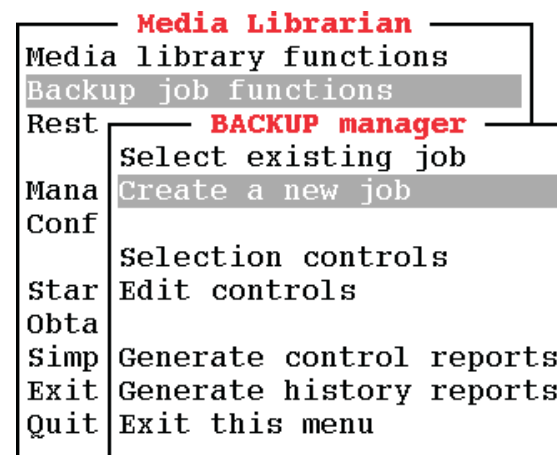 Media Librarian
Media library functions
Backup job functions
Rest
BACKUP manager
Select existing job
Mana
Create a new job
Conf
Selection controls
Star
Edit controls
Obta
Simp
Generate control reports
Exit
Generate history reports
Quit
Exit this menu